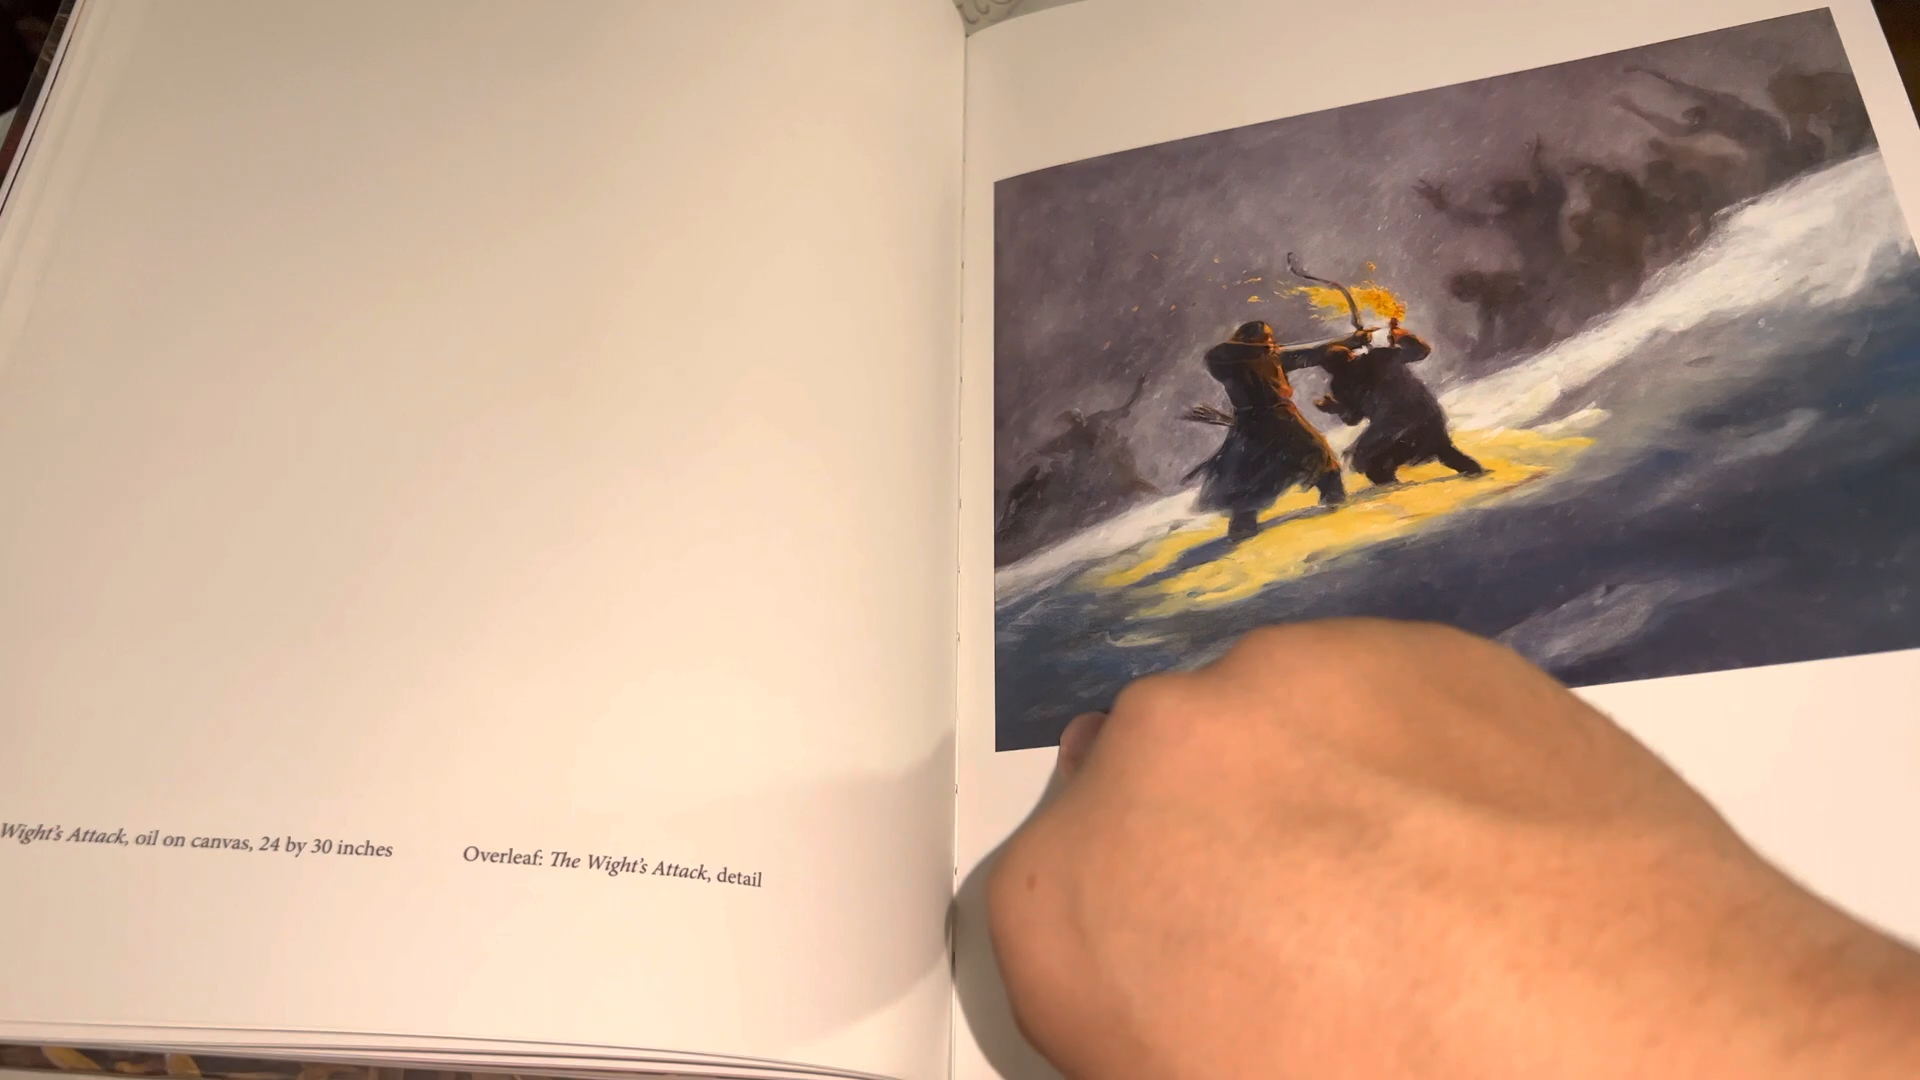 Wight's Attack, oil on canvas, 24 by 30 inches
Overleaf: The Wight's Attack, detail